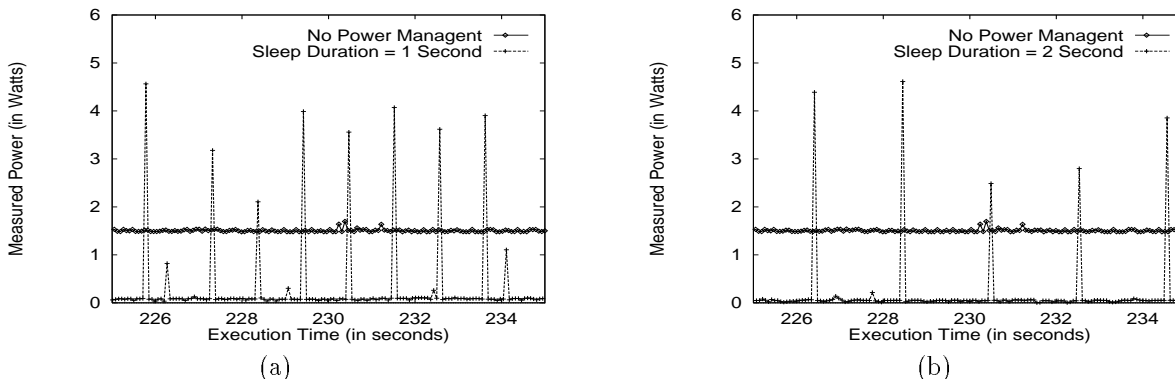 6
5
4
3
2
1
0
Measured Power (in Watts)
No Power Managent
Sleep Duration = 1 Second
226
228
230
232
234
Execution Time (in seconds)
(a)
6
5
4
3
2
1
0
Measured Power (in Watts)
No Power Managent
Sleep Duration = 2 Second
226
228
230
232
234
Execution Time (in seconds)
(b)